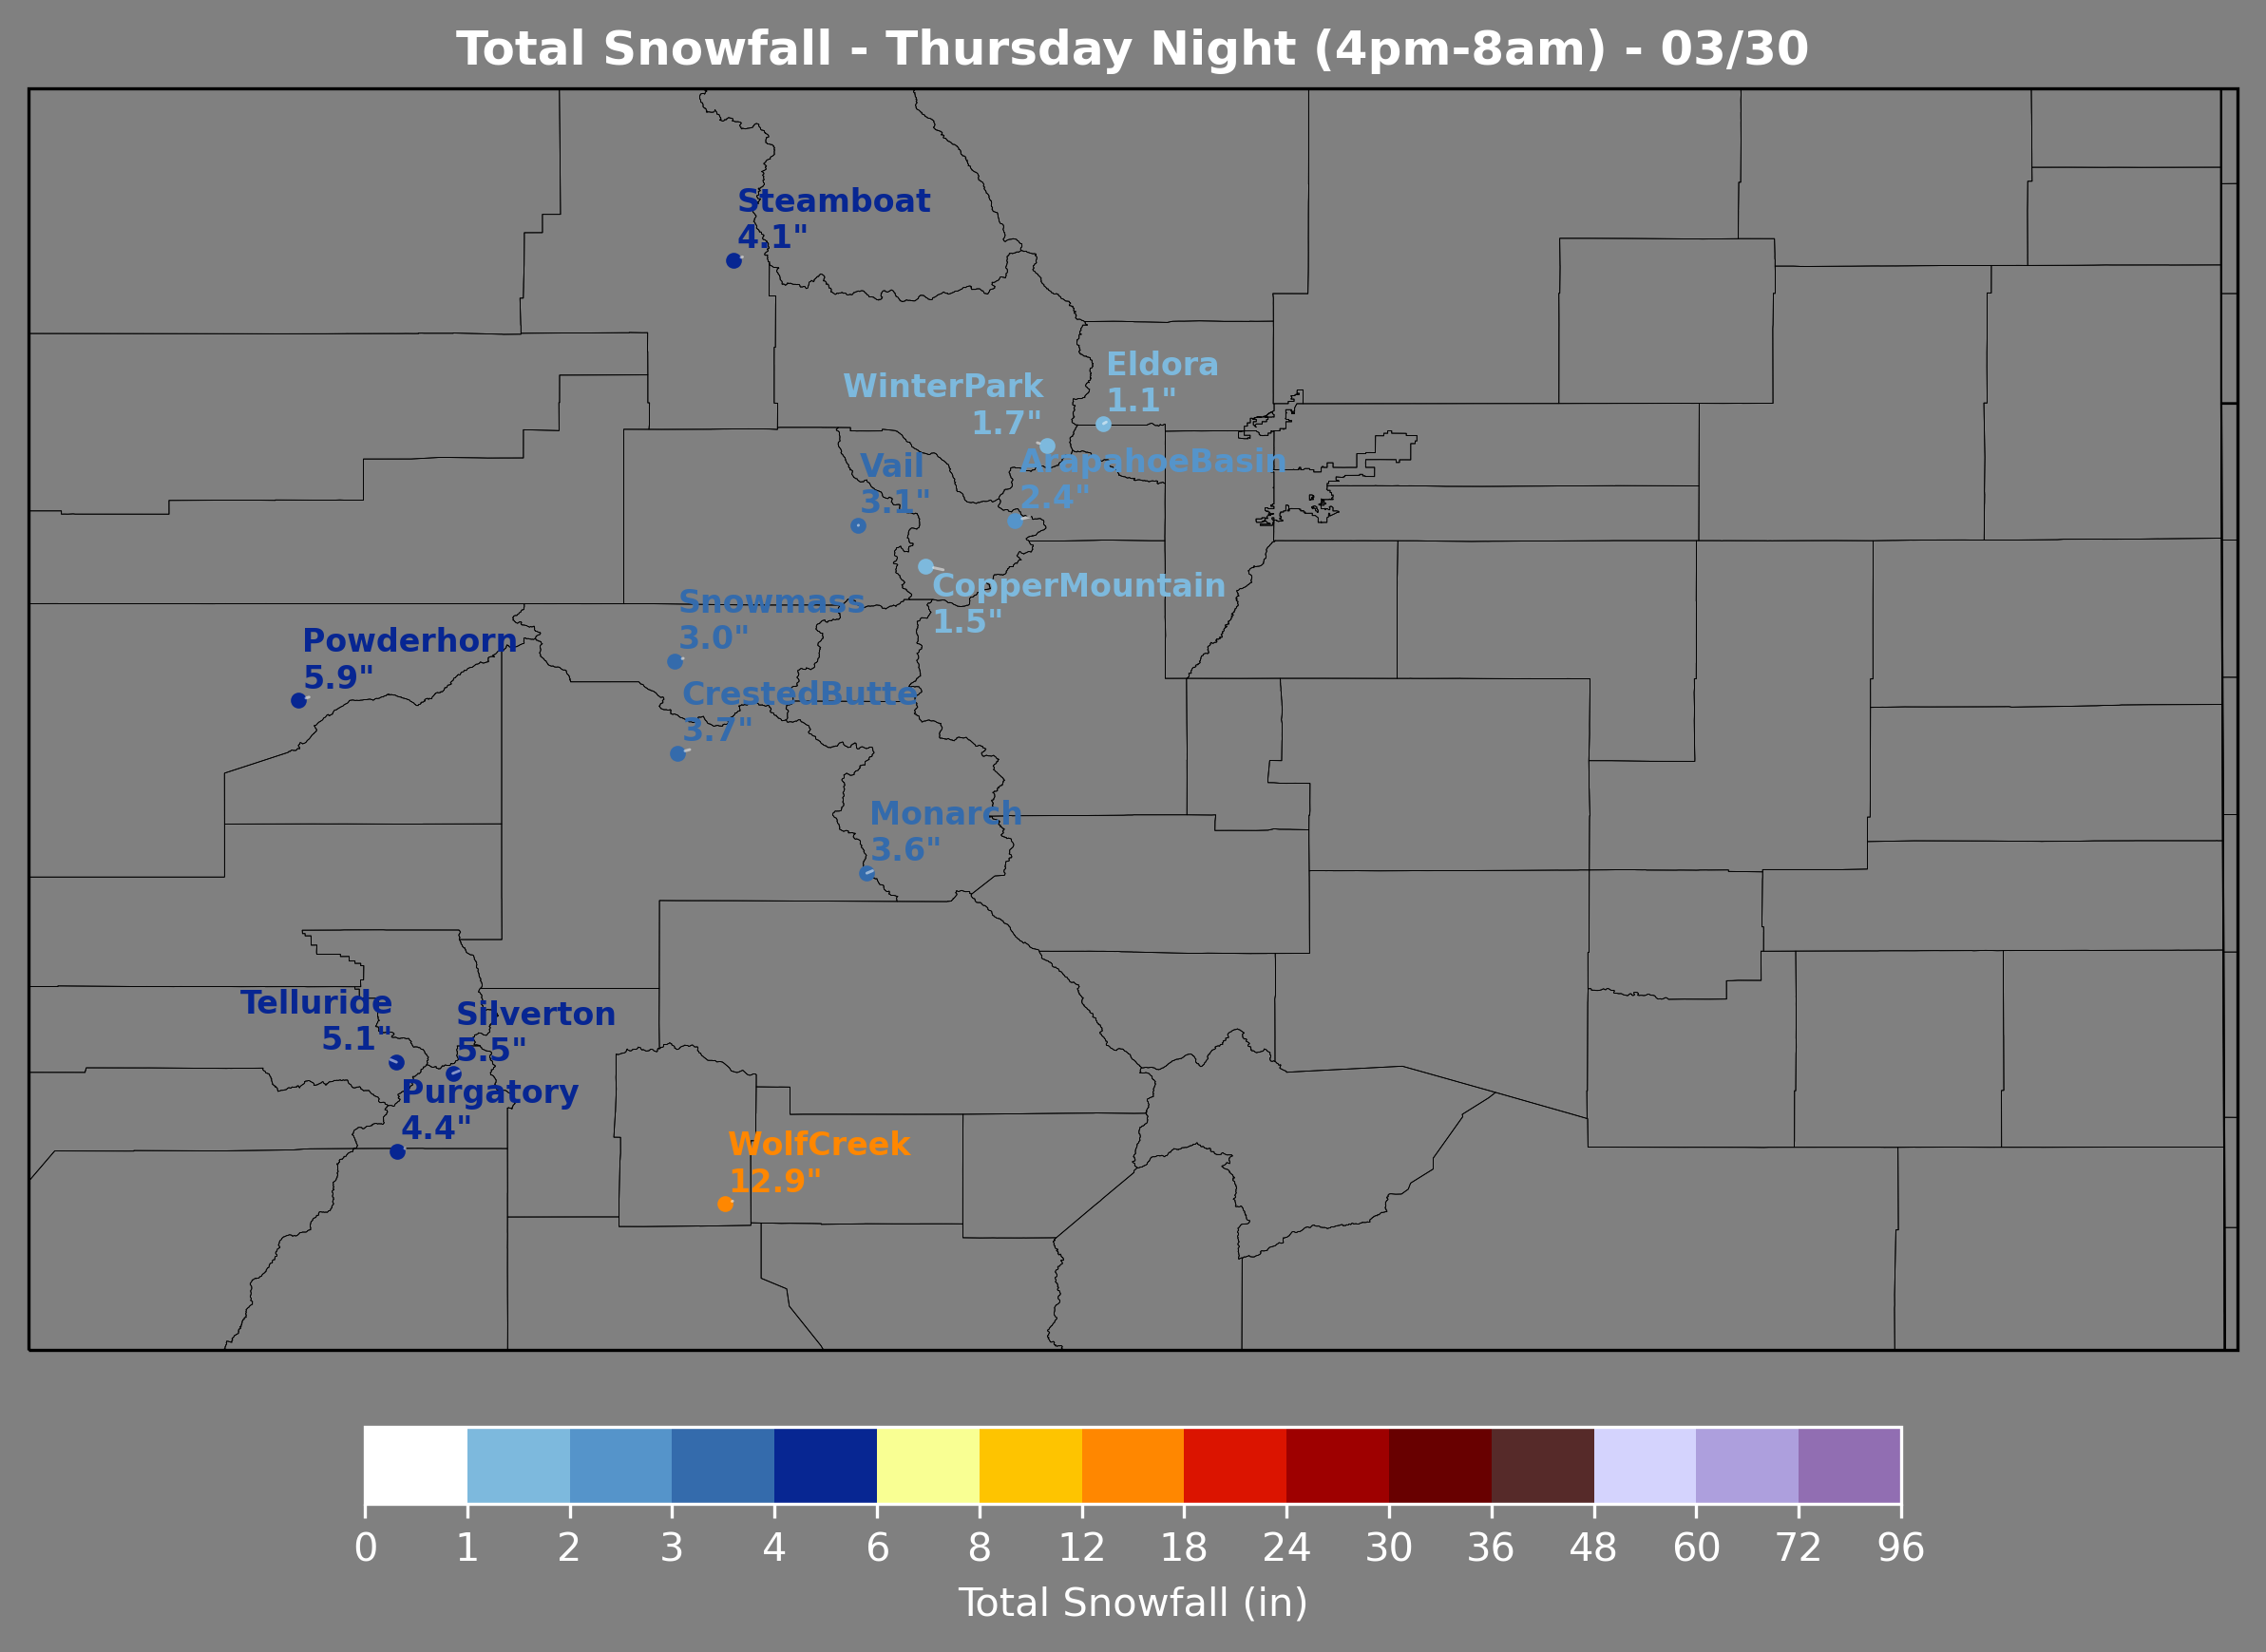 Total Snowfall - Thursday Night (4pm-8am) - 03/30
Steamboat
4.1"
Eldora
1.1"
WinterPark
1.7"
ArapahoeBasin
2.4"
Vail
3.1"
CopperMountain
1.5"
Snowmass
3.0"
Powderhorn
5.9"
CrestedButte
3.7"
Monarch
3.6"
Telluride
5.1"
Silverton
5.5"
Purgatory
4.4"
WolfCreek
12.9"
0 1 2 3 4 6 8 12 18 24 30 36 48 60 72 96
Total Snowfall (in)